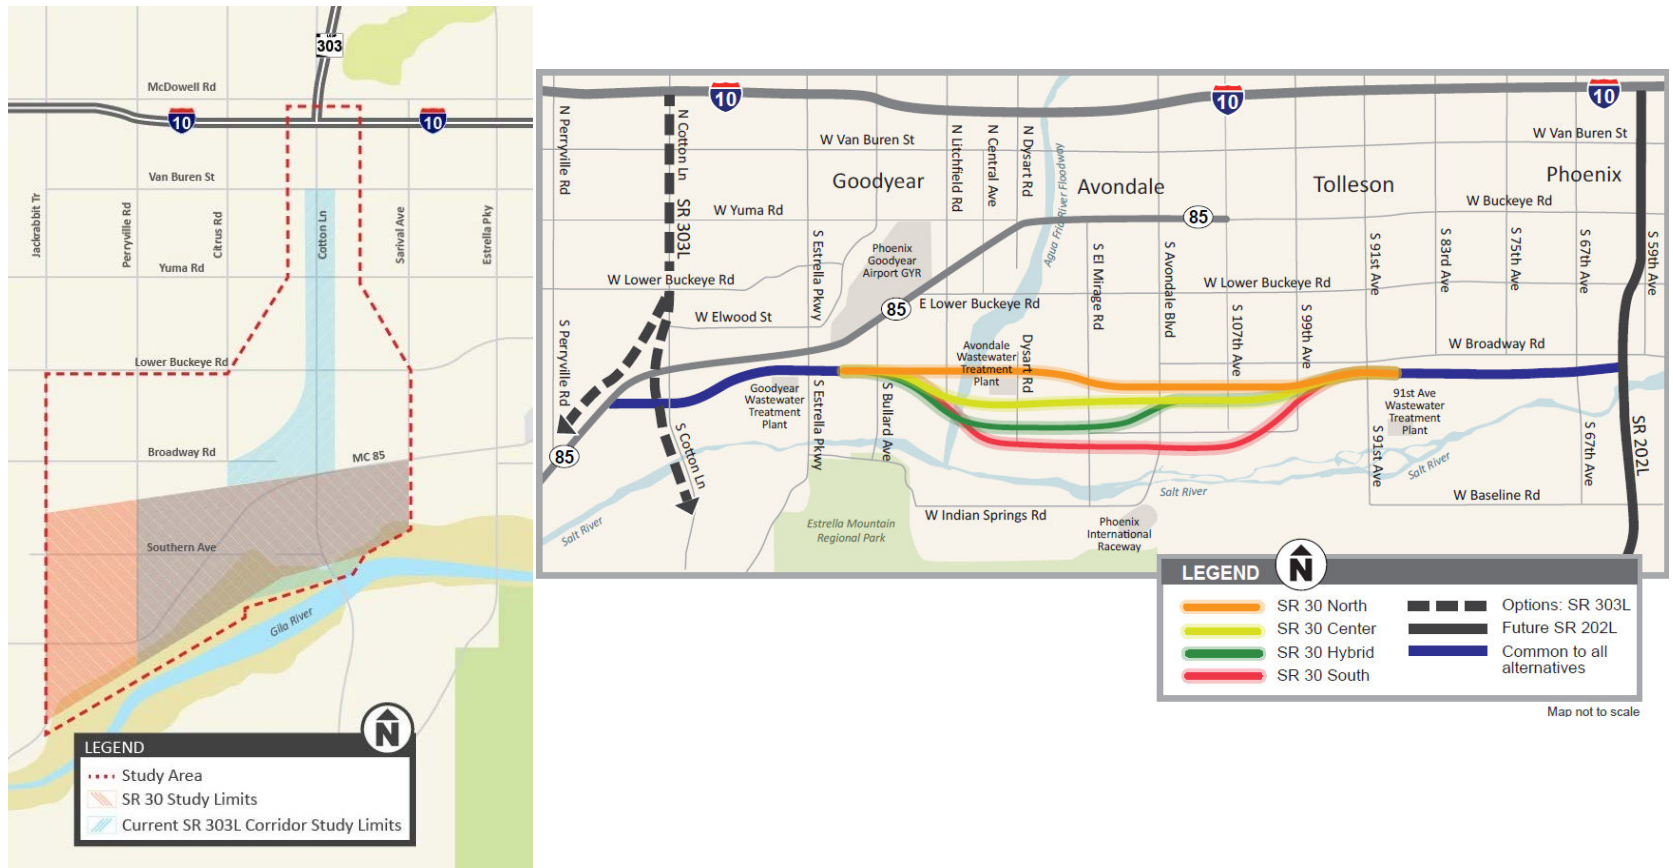 LOOP
303
McDowell Rd
10
10
Van Buren St
Jackrabbit Tr
Perryville Rd
Citrus Rd
Cotton Ln
Sarival Ave
Estrella Pky
Yuma Rd
Lower Buckeye Rd
Broadway Rd
MC 85
Southern Ave
Gila River
N
LEGEND
Study Area
SR 30 Study Limits
Current SR 303L Corridor Study Limits
10
10
10
N Perryville Rd
N Cotton Ln
W Van Buren St
N Litchfield Rd
N Central Ave
N Dysart Rd
Agua Fria River Floodway
W Van Buren St
Goodyear
Avondale
Tolleson
Phoenix
SR 303L
W Yuma Rd
85
W Buckeye Rd
S Estrella Pkwy
Phoenix
Goodyear
Airport GYR
S El Mirage Rd
S Avondale Blvd
S 91st Ave
S 83rd Ave
S 75th Ave
S 67th Ave
S 59th Ave
W Lower Buckeye Rd
E Lower Buckeye Rd
W Lower Buckeye Rd
85
W Elwood St
S 107th Ave
S 99th Ave
S Perryville Rd
Avondale
Wastewater
Treatment
Plant
Dysart Rd
W Broadway Rd
Goodyear
Wastewater
Treatment
Plant
S Estrella Pkwy
S Bullard Ave
91st Ave
Wastewater
Treatment
Plant
S Cotton Ln
85
S 91st Ave
Salt River
S 67th Ave
SR 202L
Salt River
Salt River
W Baseline Rd
Estrella Mountain
Regional Park
W Indian Springs Rd
Phoenix
International
Raceway
LEGEND
N
SR 30 North
SR 30 Center
SR 30 Hybrid
SR 30 South
Options: SR 303L
Future SR 202L
Common to all
alternatives
Map not to scale